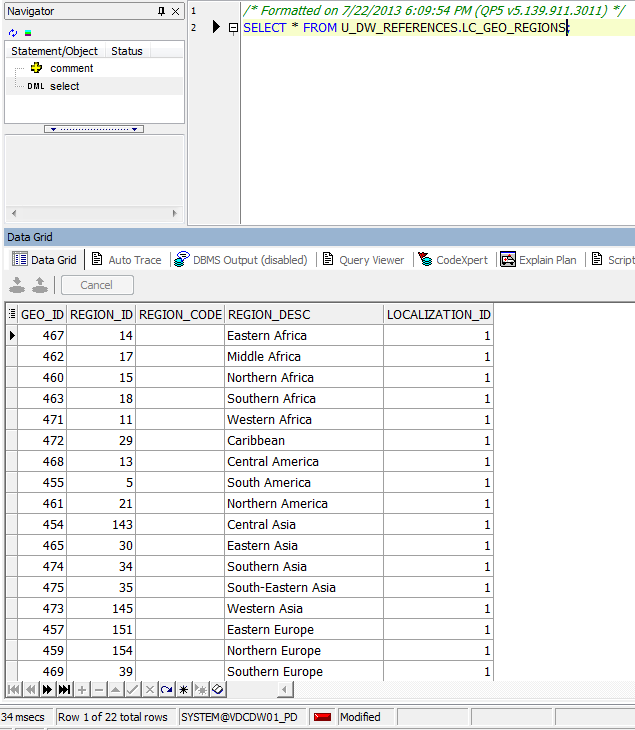 Navigator
Statement/Object Status
comment
DML select
1 /* Formatted on 7/22/2013 6:09:54 PM (QP5 v5.139.911.3011) */
2 SELECT * FROM U_DW_REFERENCES.LC_GEO_REGIONS;
Data Grid
Data Grid Auto Trace DBMS Output (disabled) Query Viewer CodeXpert Explain Plan Script
Cancel
GEO_ID REGION_ID REGION_CODE REGION_DESC LOCALIZATION_ID
467 14 Eastern Africa 1
462 17 Middle Africa 1
460 15 Northern Africa 1
463 18 Southern Africa 1
471 11 Western Africa 1
472 29 Caribbean 1
468 13 Central America 1
455 5 South America 1
461 21 Northern America 1
454 143 Central Asia 1
465 30 Eastern Asia 1
474 34 Southern Asia 1
475 35 South-Eastern Asia 1
473 145 Western Asia 1
457 151 Eastern Europe 1
459 154 Northern Europe 1
469 39 Southern Europe 1
34 msecs Row 1 of 22 total rows SYSTEM@VDCDW01_PD Modified